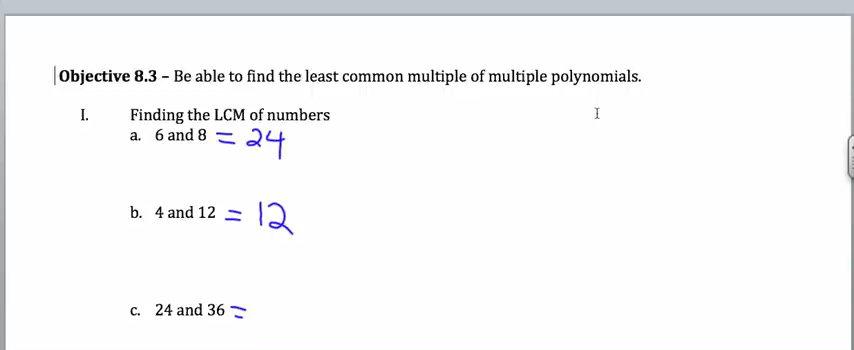 Objective 8.3 – Be able to find the least common multiple of multiple polynomials.
I. Finding the LCM of numbers
a. 6 and 8 = 24
b. 4 and 12 = 12
c. 24 and 36 =